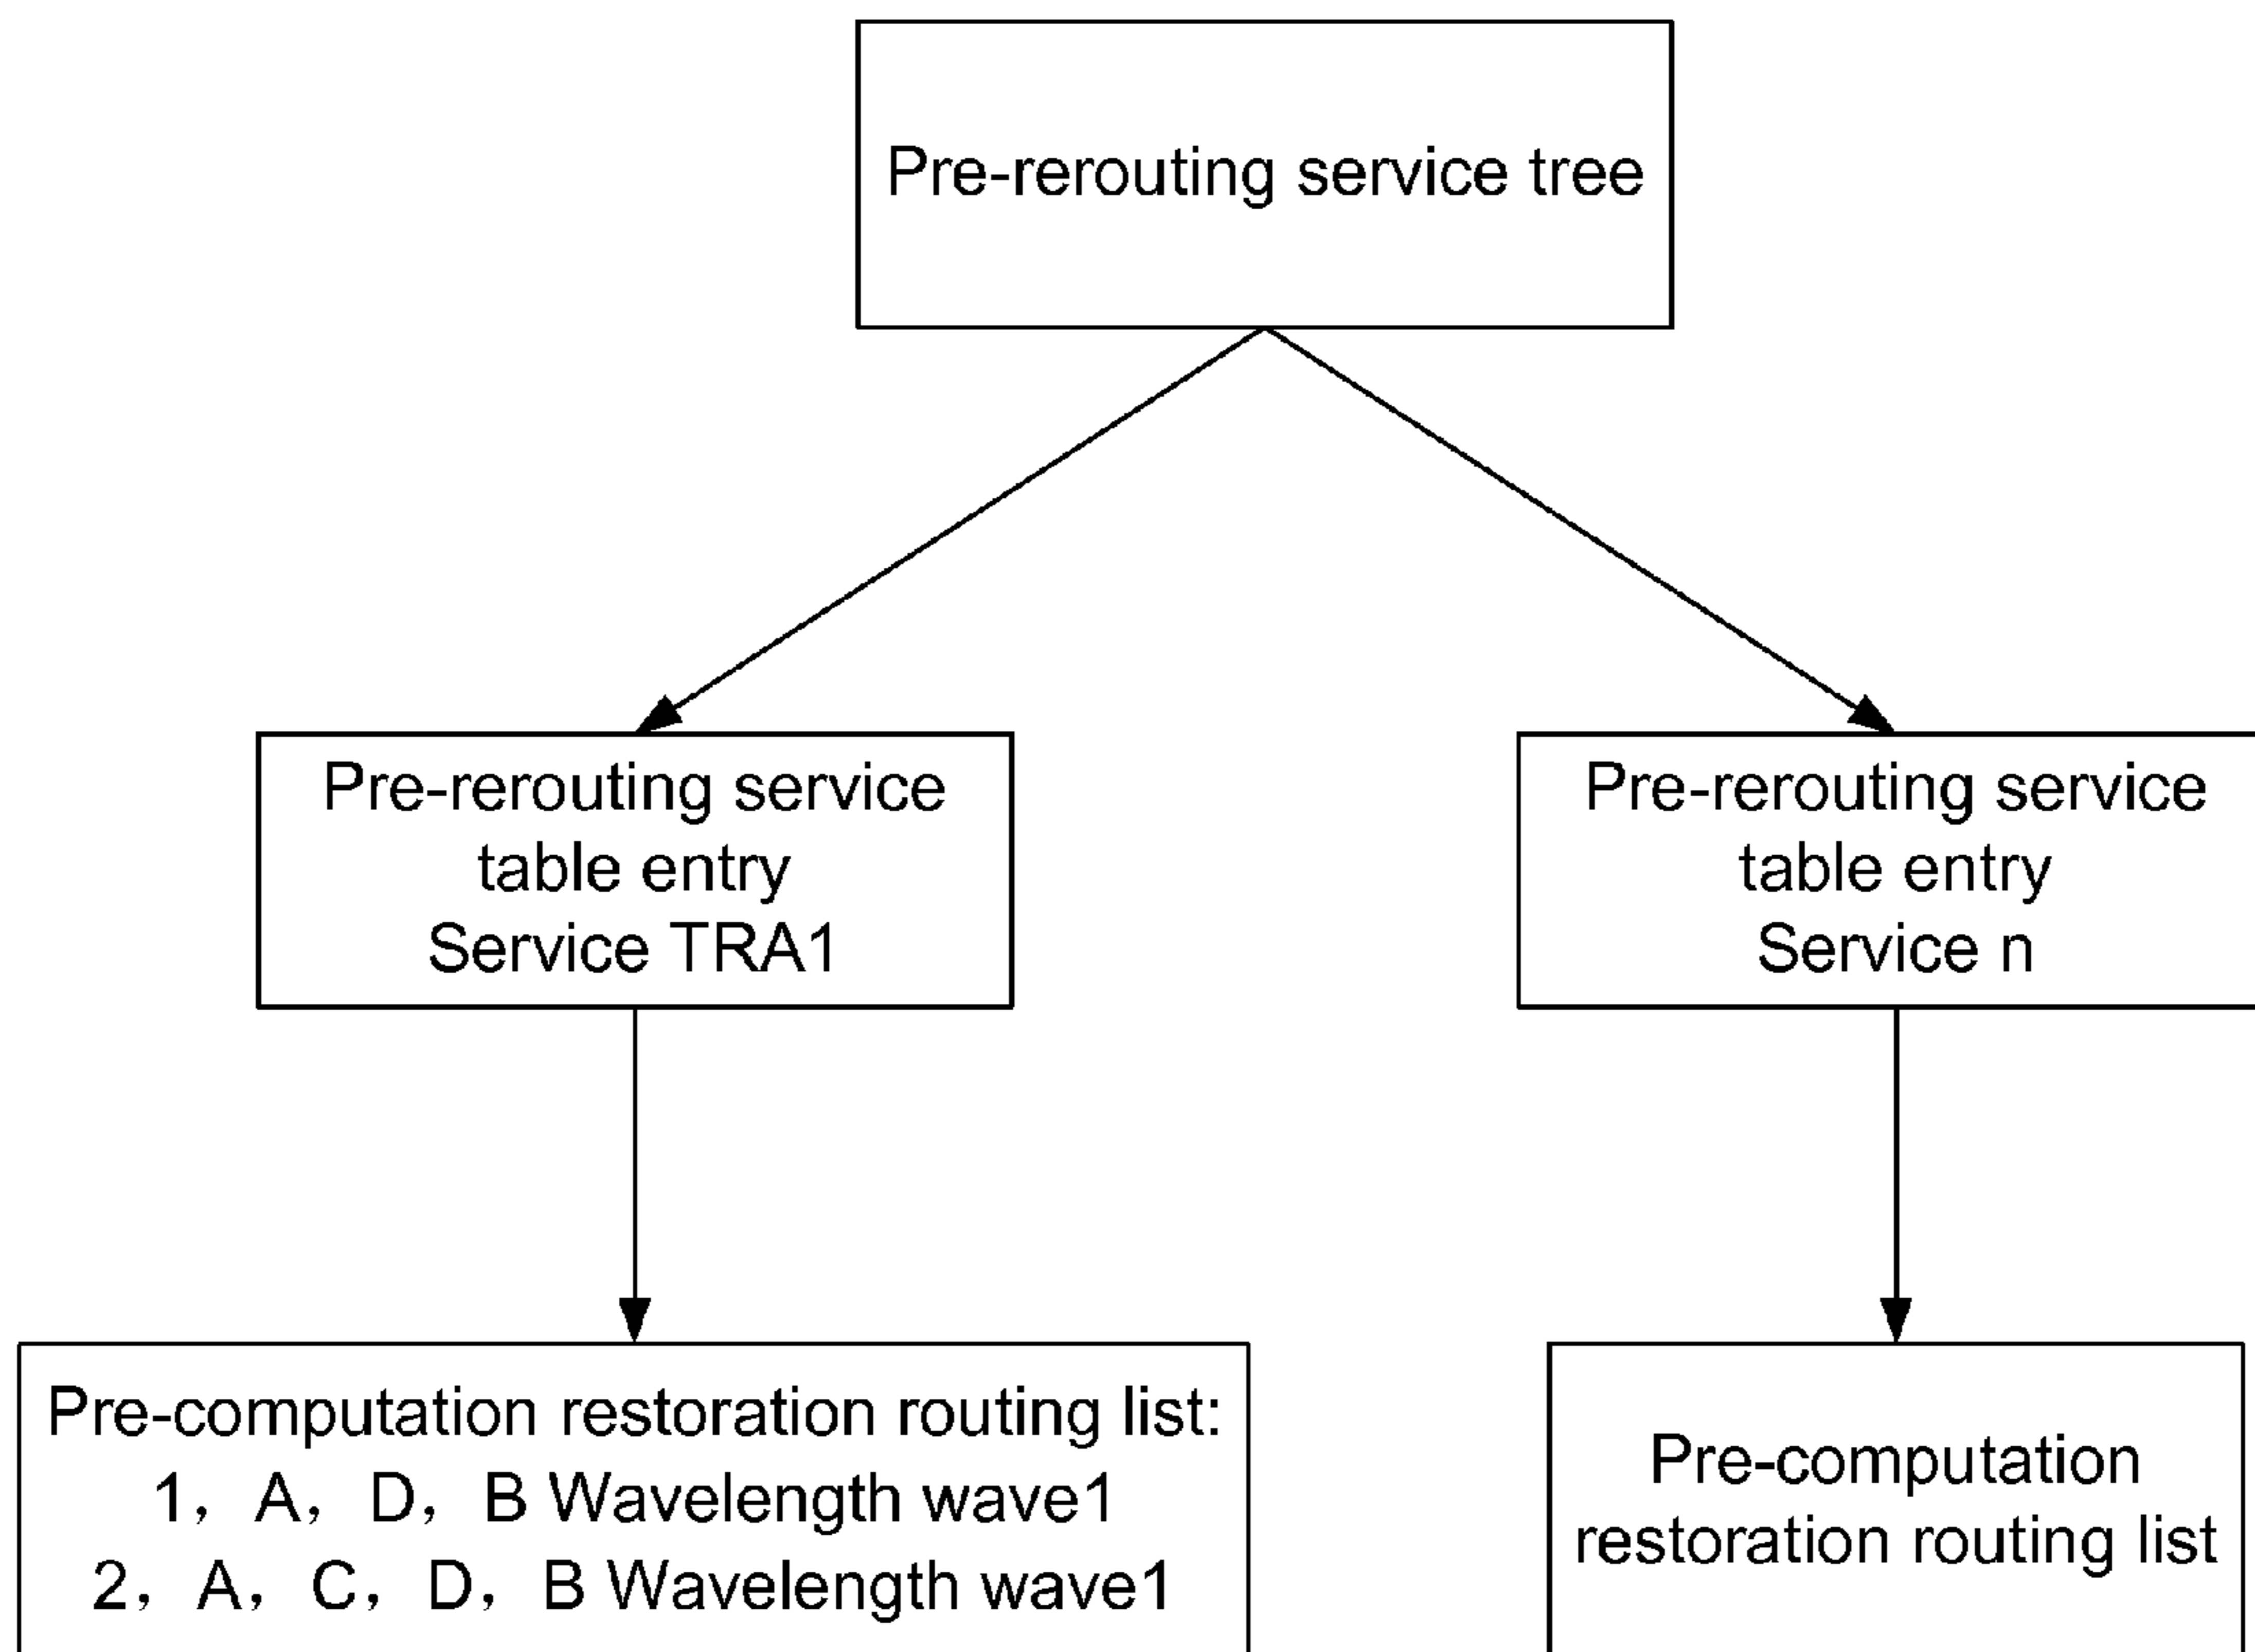 Pre-rerouting service tree
Pre-rerouting service
table entry
Service TRA1
Pre-rerouting service
table entry
Service n
Pre-computation restoration routing list:
1，A，D，B Wavelength wave1
2，A，C，D，B Wavelength wave1
Pre-computation
restoration routing list